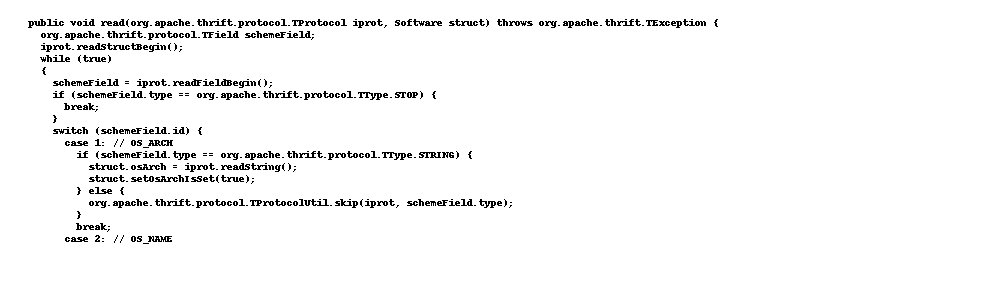 public void read(org.apache.thrift.protocol.TProtocol iprot, Software struct) throws org.apache.thrift.TException {
org.apache.thrift.protocol.TField schemeField;
iprot.readStructBegin();
while (true)
{
schemeField = iprot.readFieldBegin();
if (schemeField.type == org.apache.thrift.protocol.TType.STOP) {
break;
}
switch (schemeField.id) {
case 1: // OS_ARCH
if (schemeField.type == org.apache.thrift.protocol.TType.STRING) {
struct.osArch = iprot.readString();
struct.setOsArchIsSet(true);
} else {
org.apache.thrift.protocol.TProtocolUtil.skip(iprot, schemeField.type);
}
break;
case 2: // OS_NAME